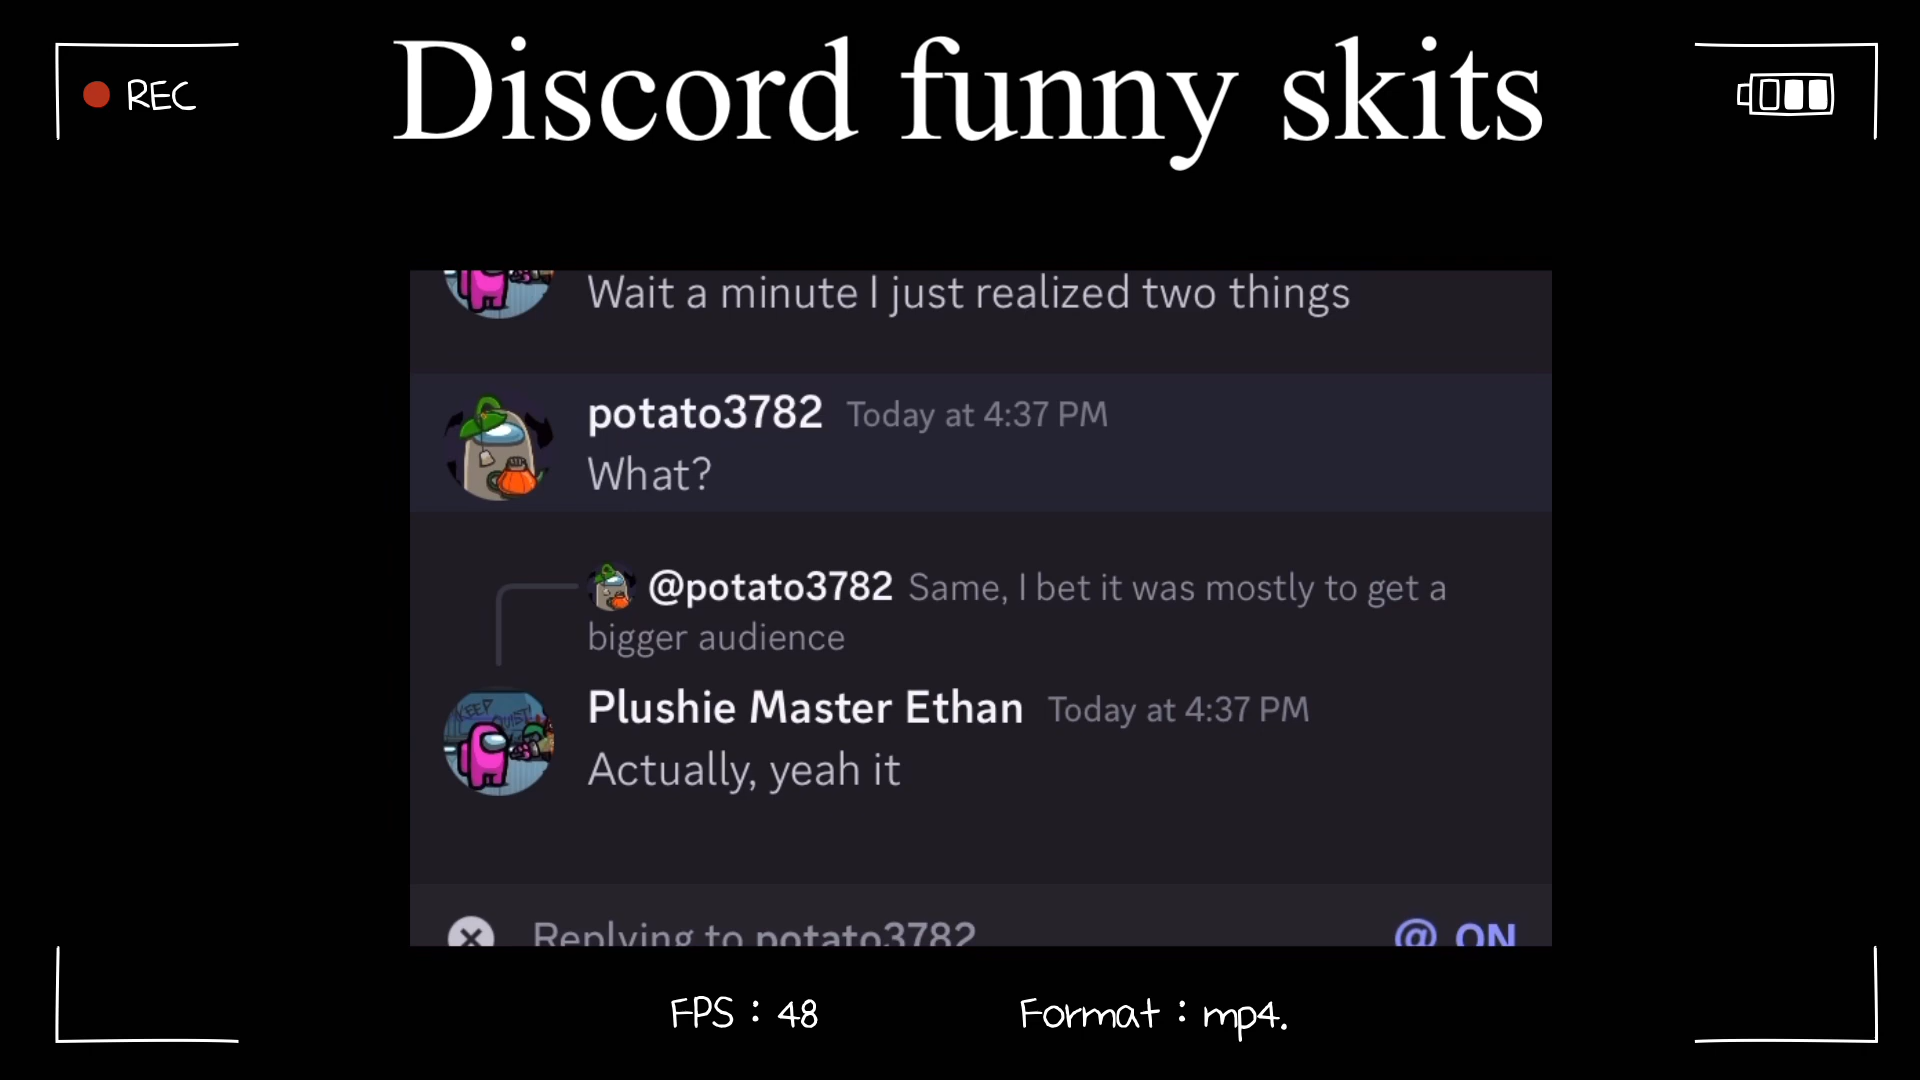 Discord funny skits
REC
Wait a minute I just realized two things
potato3782 Today at 4:37 PM
What?
@potato3782 Same, I bet it was mostly to get a
bigger audience
KEEP
QUIET!
Plushie Master Ethan Today at 4:37 PM
Actually, yeah it
Replying to potato3782
@ ON
FPS : 48
Format : mp4.